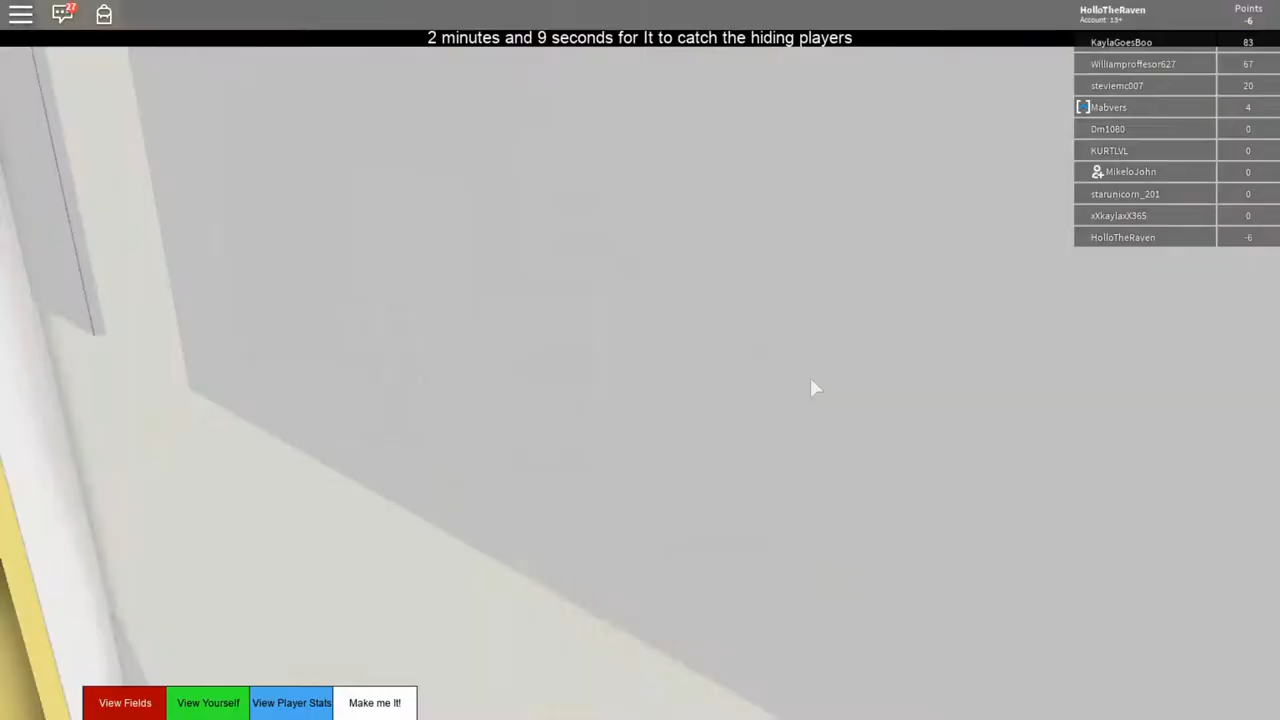 27
HolloTheRaven
Account: 13+
Points
-6
2 minutes and 9 seconds for It to catch the hiding players
KaylaGoesBoo 83
Williamproffesor627 67
steviemc007 20
Mabvers 4
Dm1080 0
KURTLVL 0
MikeloJohn 0
starunicorn_201 0
xXkaylaxX365 0
HolloTheRaven -6
View Fields
View Yourself
View Player Stats
Make me It!